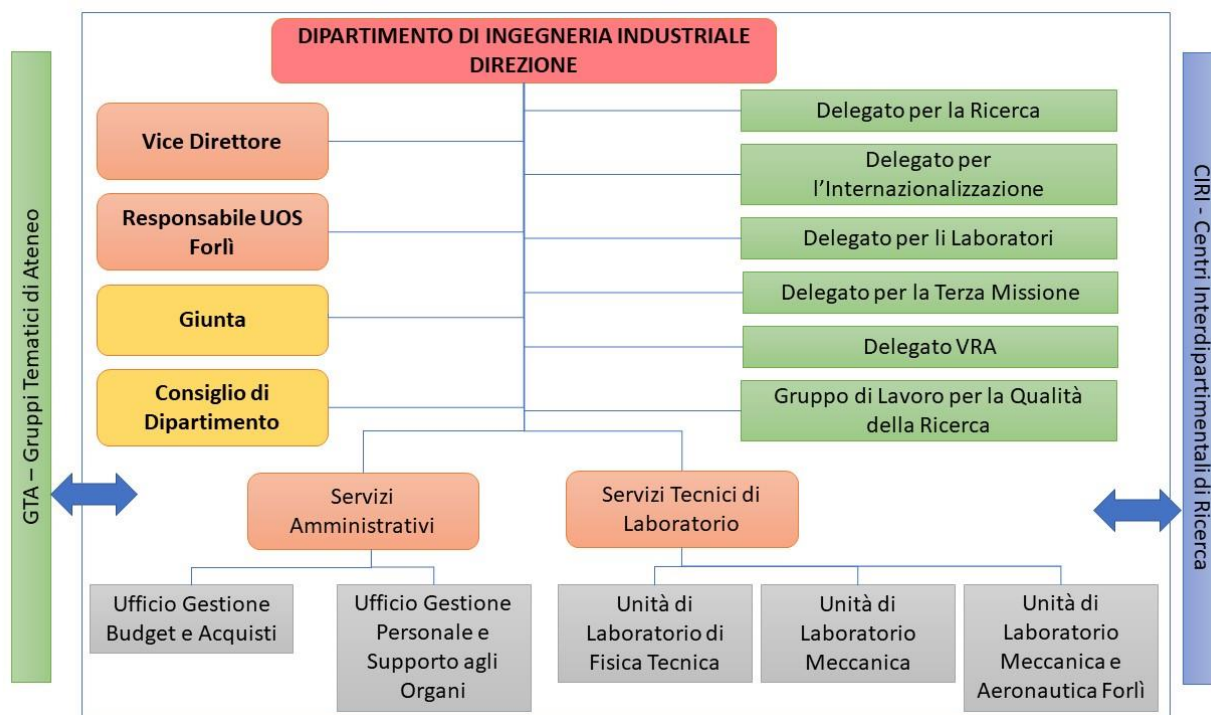 DIPARTIMENTO DI INGEGNERIA INDUSTRIALE
DIREZIONE
GTA – Gruppi Tematici di Ateneo
CIRI - Centri Interdipartimentali di Ricerca
Vice Direttore
Responsabile UOS
Forlì
Giunta
Consiglio di
Dipartimento
Delegato per la Ricerca
Delegato per
l’Internazionalizzazione
Delegato per li Laboratori
Delegato per la Terza Missione
Delegato VRA
Gruppo di Lavoro per la Qualità
della Ricerca
Servizi
Amministrativi
Servizi Tecnici di
Laboratorio
Ufficio Gestione
Budget e Acquisti
Ufficio Gestione
Personale e
Supporto agli
Organi
Unità di
Laboratorio di
Fisica Tecnica
Unità di
Laboratorio
Meccanica
Unità di
Laboratorio
Meccanica e
Aeronautica Forlì